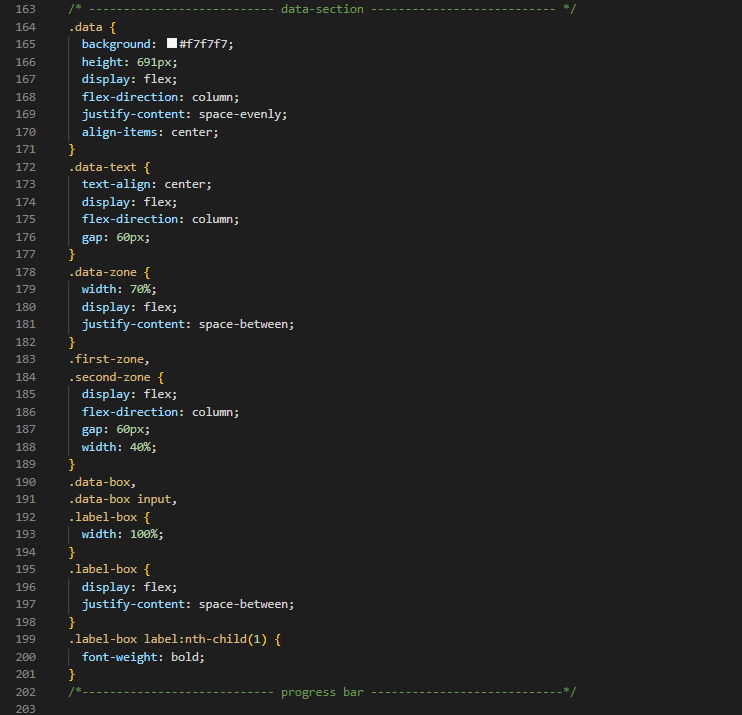 163 /* --------------------------- data-section --------------------------- */
164 .data {
165   background: #f7f7f7;
166   height: 691px;
167   display: flex;
168   flex-direction: column;
169   justify-content: space-evenly;
170   align-items: center;
171 }
172 .data-text {
173   text-align: center;
174   display: flex;
175   flex-direction: column;
176   gap: 60px;
177 }
178 .data-zone {
179   width: 70%;
180   display: flex;
181   justify-content: space-between;
182 }
183 .first-zone,
184 .second-zone {
185   display: flex;
186   flex-direction: column;
187   gap: 60px;
188   width: 40%;
189 }
190 .data-box,
191 .data-box input,
192 .label-box {
193   width: 100%;
194 }
195 .label-box {
196   display: flex;
197   justify-content: space-between;
198 }
199 .label-box label:nth-child(1) {
200   font-weight: bold;
201 }
202 /*---------------------------- progress bar ----------------------------*/
203